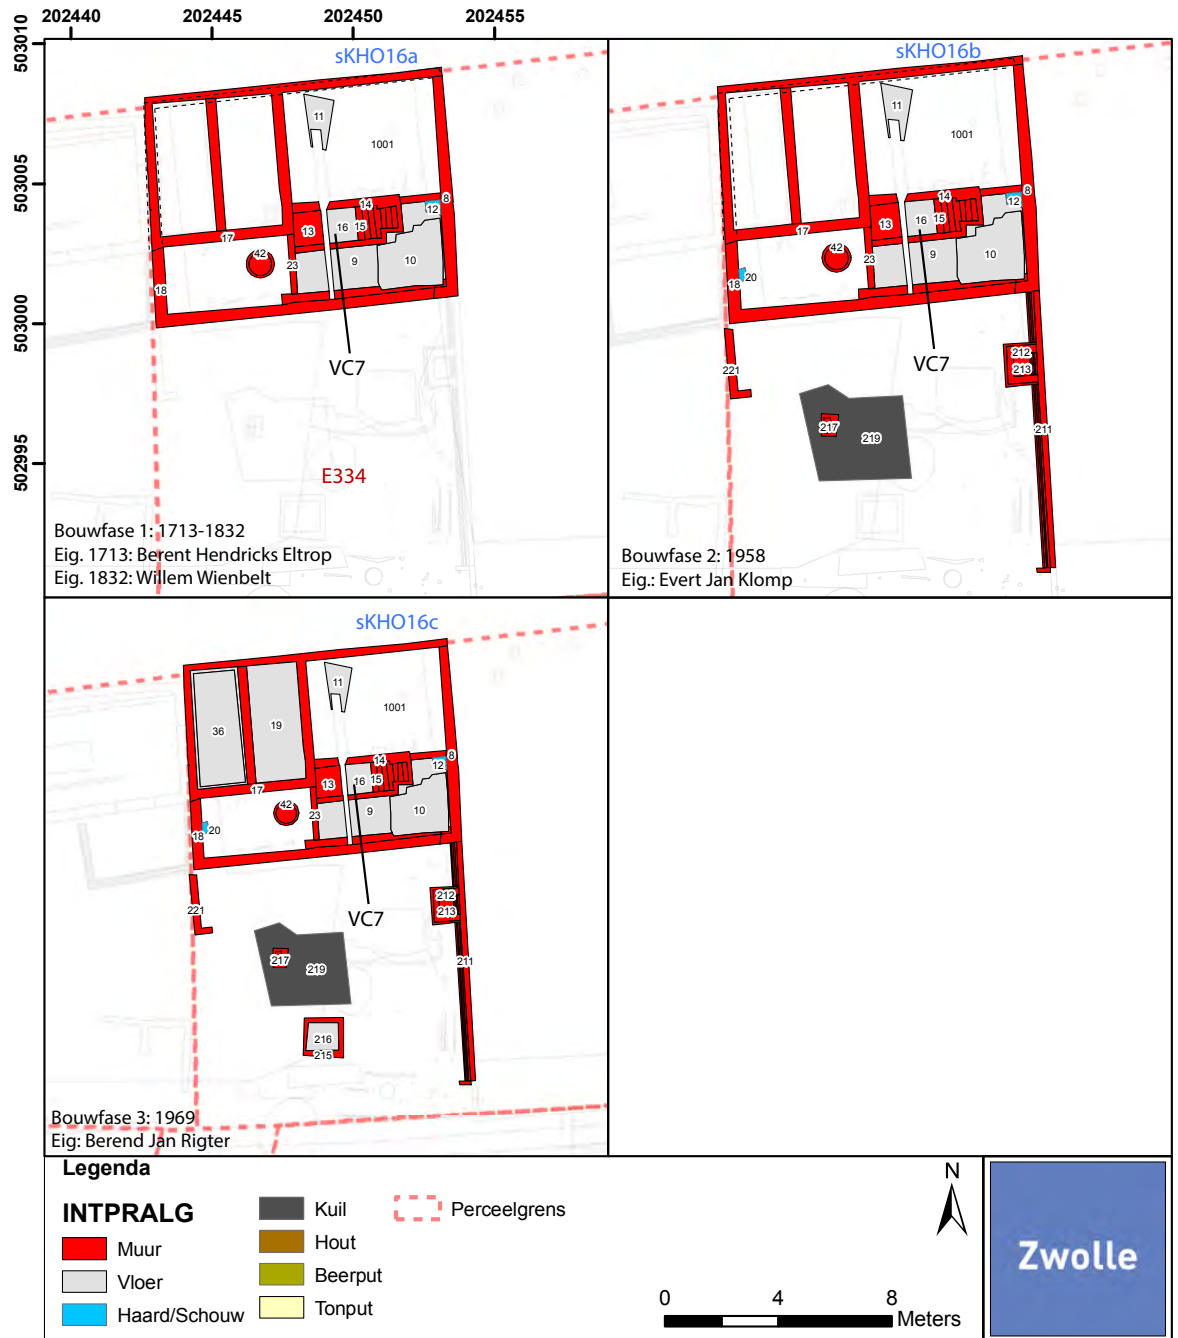 202440 202445 202450 202455
503010
503005
503000
502995
sKHO16a
11
1001
14
8
12
13
16
15
17
42
23
9
10
18
VC7
E334
Bouwfase 1: 1713-1832
Eig. 1713: Berent Hendricks Eltrop
Eig. 1832: Willem Wienbelt
sKHO16b
11
1001
14
8
12
13
16
15
17
42
23
9
10
20
18
VC7
212
213
221
217
219
211
Bouwfase 2: 1958
Eig.: Evert Jan Klomp
sKHO16c
11
1001
36
19
14
8
12
13
16
15
17
42
23
9
10
18
20
VC7
212
213
221
217
219
211
216
215
Bouwfase 3: 1969
Eig: Berend Jan Rigter
Legenda
INTPRALG
Muur
Vloer
Haard/Schouw
Kuil
Hout
Beerput
Tonput
Perceelgrens
N
0 4 8
Meters
Zwolle